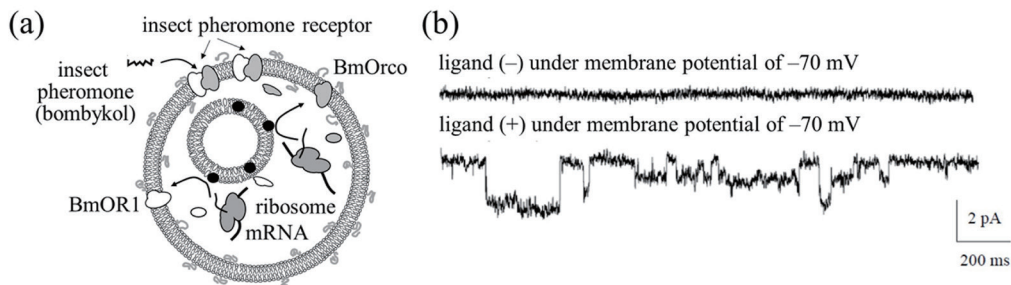 (a)
insect pheromone receptor
insect
pheromone
(bombykol)
BmOrco
BmOR1
ribosome
mRNA
(b)
ligand (–) under membrane potential of –70 mV
ligand (+) under membrane potential of –70 mV
2 pA
200 ms